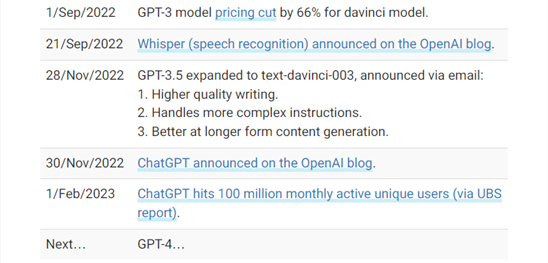 1/Sep/2022 GPT-3 model pricing cut by 66% for davinci model.
21/Sep/2022 Whisper (speech recognition) announced on the OpenAI blog.
28/Nov/2022 GPT-3.5 expanded to text-davinci-003, announced via email:
1. Higher quality writing.
2. Handles more complex instructions.
3. Better at longer form content generation.
30/Nov/2022 ChatGPT announced on the OpenAI blog.
1/Feb/2023 ChatGPT hits 100 million monthly active unique users (via UBS
report).
Next… GPT-4…